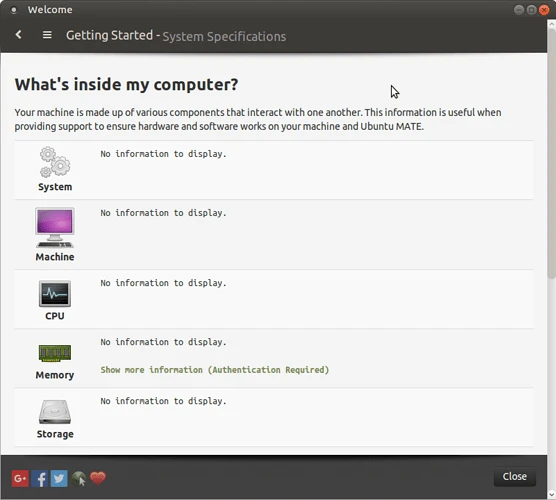 Welcome
Getting Started - System Specifications
What's inside my computer?
Your machine is made up of various components that interact with one another. This information is useful when
providing support to ensure hardware and software works on your machine and Ubuntu MATE.
No information to display.
System
No information to display.
Machine
No information to display.
CPU
No information to display.
Show more information (Authentication Required)
Memory
No information to display.
Storage
G+
f
Close